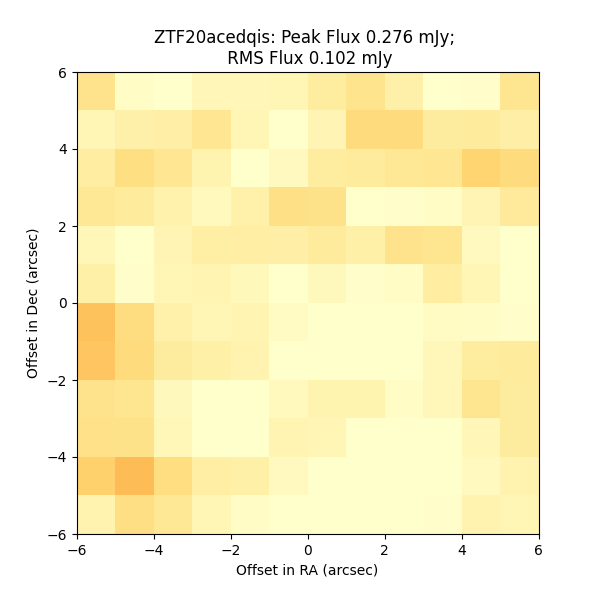 ZTF20acedqis: Peak Flux 0.276 mJy;
RMS Flux 0.102 mJy
6
4
2
0
−2
−4
−6
Offset in Dec (arcsec)
−6 −4 −2 0 2 4 6
Offset in RA (arcsec)